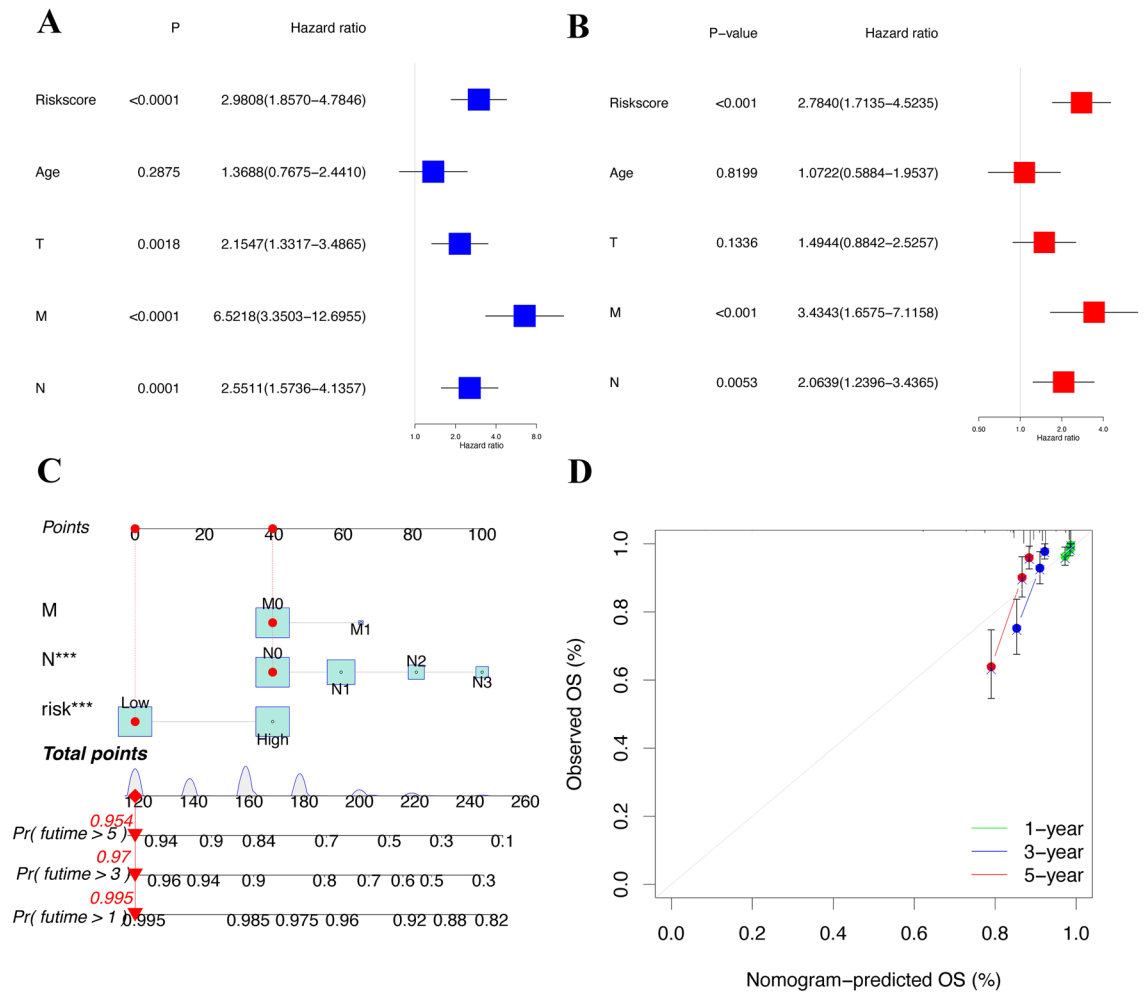 A
P Hazard ratio
Riskscore <0.0001 2.9808(1.8570−4.7846)
Age 0.2875 1.3688(0.7675−2.4410)
T 0.0018 2.1547(1.3317−3.4865)
M <0.0001 6.5218(3.3503−12.6955)
N 0.0001 2.5511(1.5736−4.1357)
1.0 2.0 4.0 8.0
Hazard ratio
B
P−value Hazard ratio
Riskscore <0.001 2.7840(1.7135−4.5235)
Age 0.8199 1.0722(0.5884−1.9537)
T 0.1336 1.4944(0.8842−2.5257)
M <0.001 3.4343(1.6575−7.1158)
N 0.0053 2.0639(1.2396−3.4365)
0.50 1.0 2.0 4.0
Hazard ratio
C
Points 0 20 40 60 80 100
M M0 M1
N*** N0 N1 N2 N3
risk*** Low High
Total points
120 140 160 180 200 220 240 260
0.954
Pr( futime > 5 ) 0.94 0.9 0.84 0.7 0.5 0.3 0.1
0.97
Pr( futime > 3 ) 0.96 0.94 0.9 0.8 0.7 0.6 0.5 0.3
0.995
Pr( futime > 1 ) 0.995 0.985 0.975 0.96 0.92 0.88 0.82
D
Observed OS (%)
1.0
0.8
0.6
0.4
0.2
0.0
1−year
3−year
5−year
0.0 0.2 0.4 0.6 0.8 1.0
Nomogram−predicted OS (%)